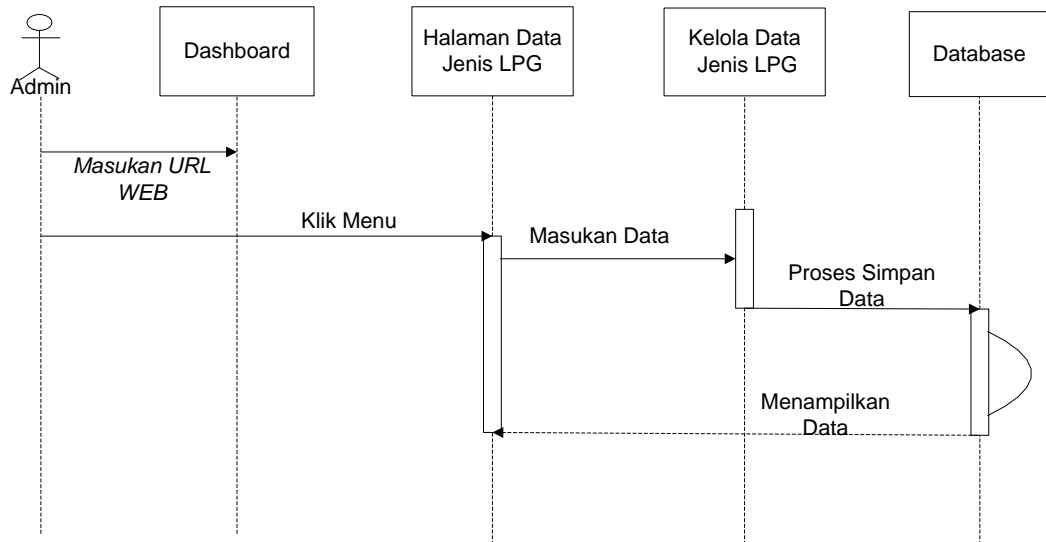 Admin
Dashboard
Halaman Data
Jenis LPG
Kelola Data
Jenis LPG
Database
Masukan URL
WEB
Klik Menu
Masukan Data
Proses Simpan
Data
Menampilkan
Data